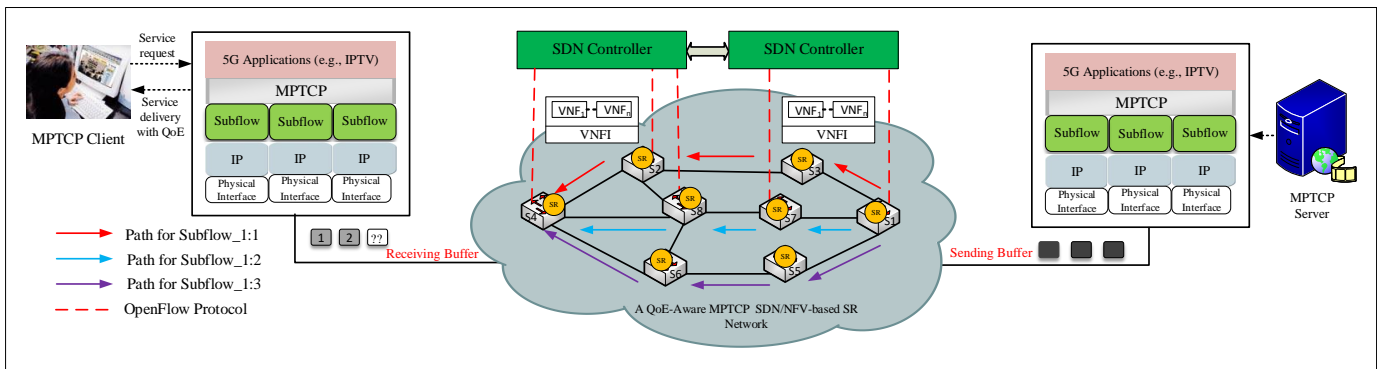 Service
request
Service
delivery
with QoE
MPTCP Client
5G Applications (e.g., IPTV)
MPTCP
Subflow Subflow Subflow
IP IP IP
Physical Interface Physical Interface Physical Interface
Path for Subflow_1:1
Path for Subflow_1:2
Path for Subflow_1:3
OpenFlow Protocol
1 2 ??
Receiving Buffer
SDN Controller
SDN Controller
VNF1 VNFn
VNFI
VNF1 VNFn
VNFI
SR S2
SR S3
SR S4
SR S8
SR S7
SR S1
SR S6
SR S5
A QoE-Aware MPTCP SDN/NFV-based SR
Network
Sending Buffer
5G Applications (e.g., IPTV)
MPTCP
Subflow Subflow Subflow
IP IP IP
Physical Interface Physical Interface Physical Interface
MPTCP
Server